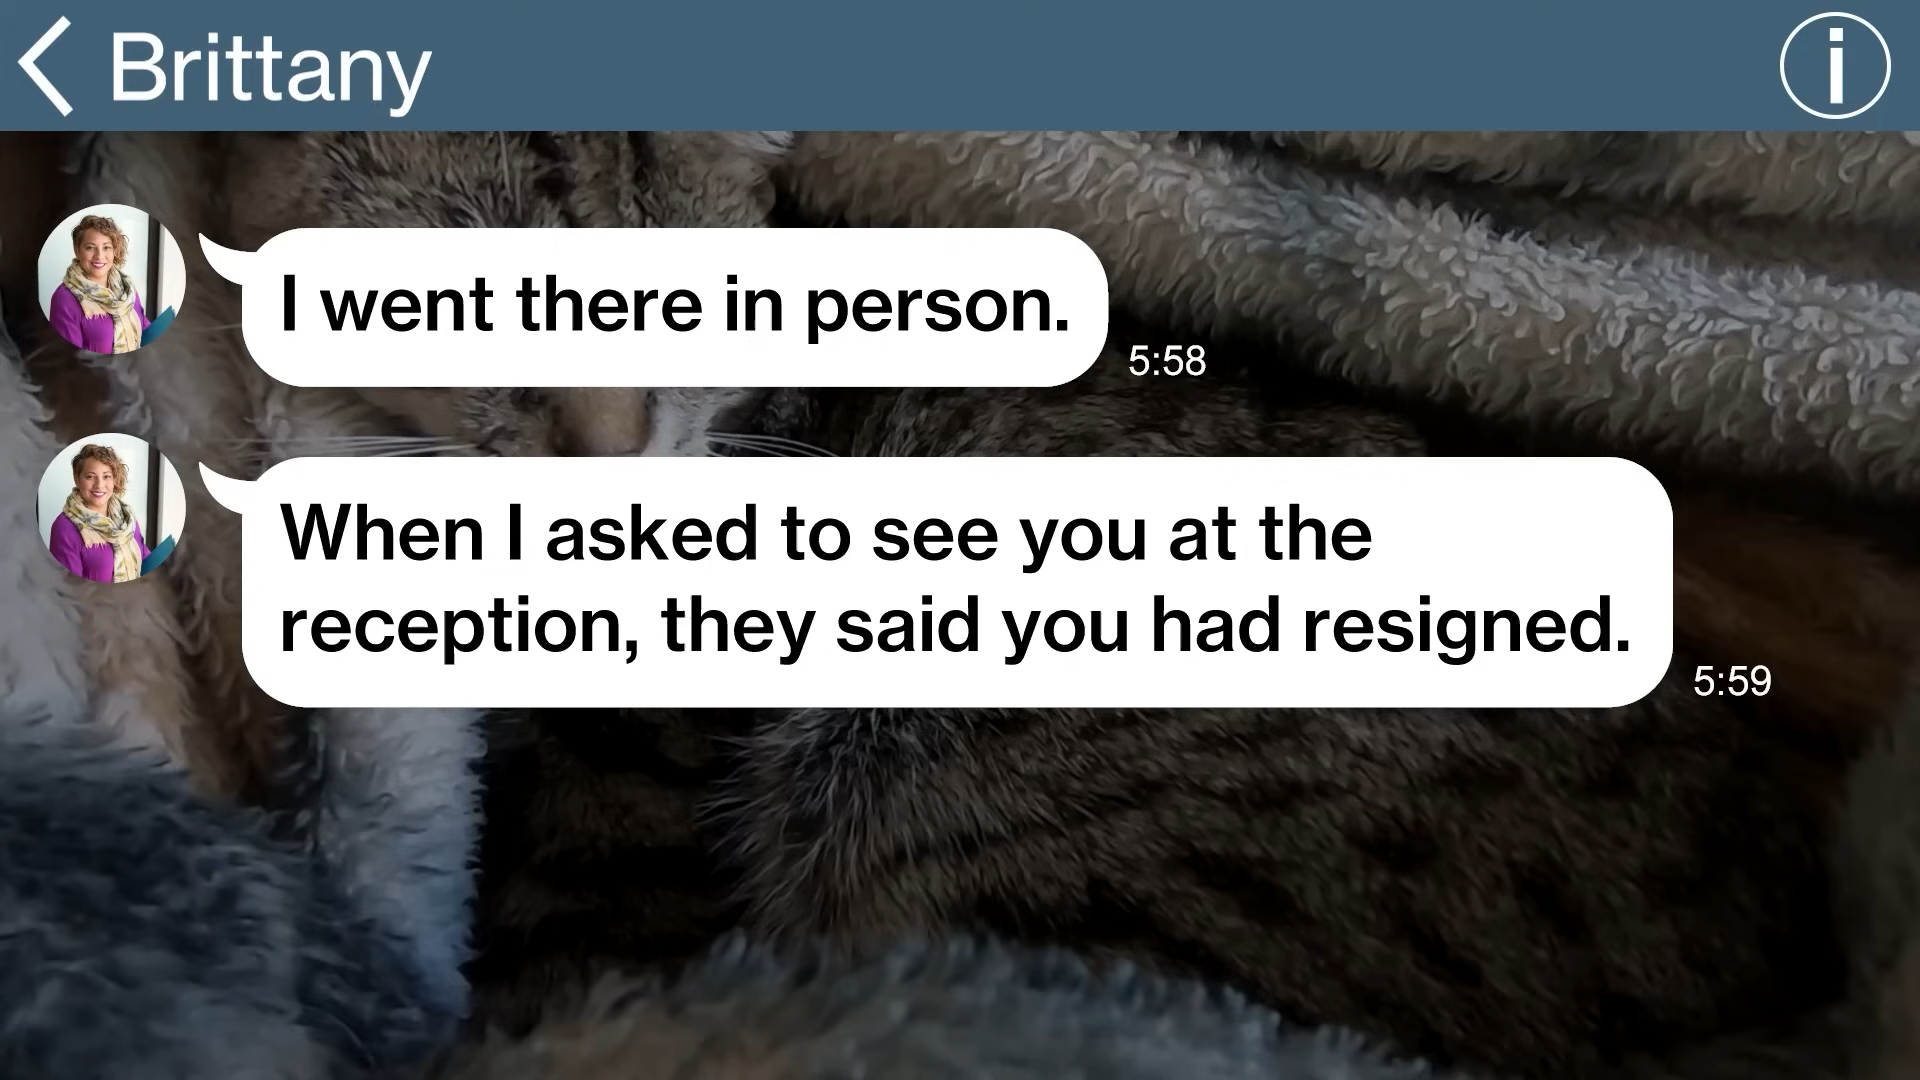 Brittany
I went there in person.
5:58
When I asked to see you at the
reception, they said you had resigned.
5:59